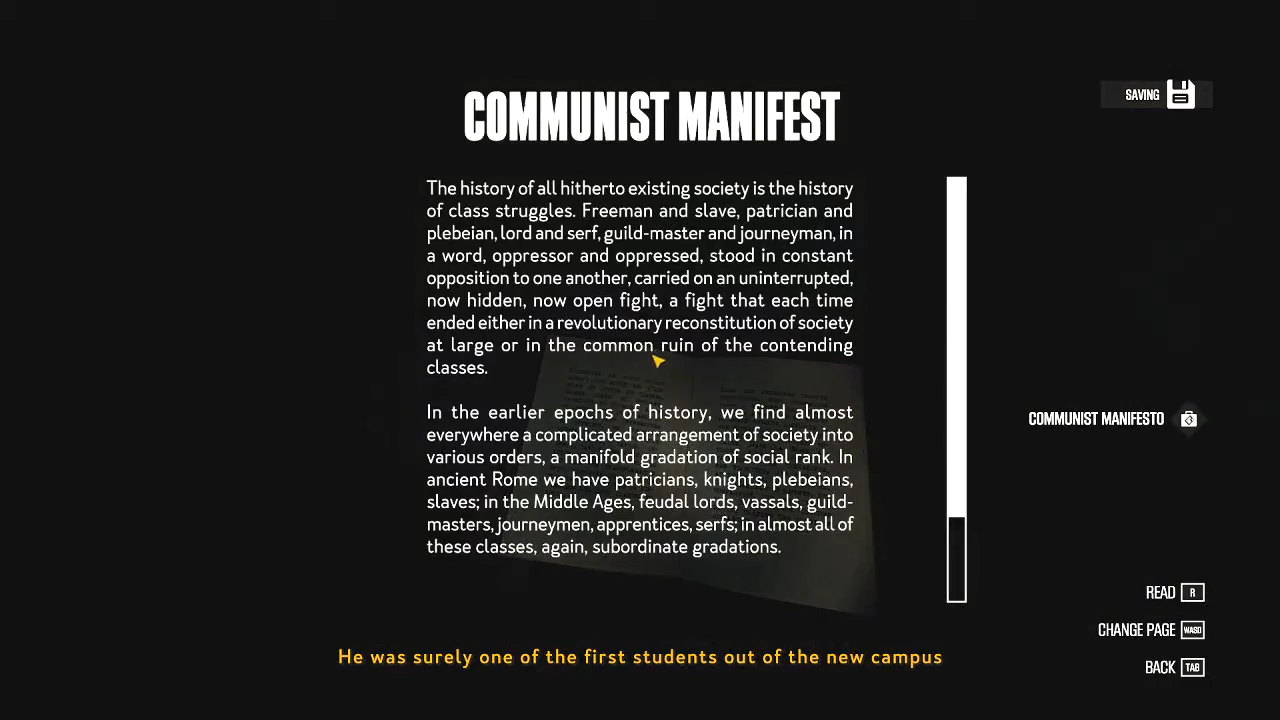 COMMUNIST MANIFEST
SAVING
The history of all hitherto existing society is the history
of class struggles. Freeman and slave, patrician and
plebeian, lord and serf, guild-master and journeyman, in
a word, oppressor and oppressed, stood in constant
opposition to one another, carried on an uninterrupted,
now hidden, now open fight, a fight that each time
ended either in a revolutionary reconstitution of society
at large or in the common ruin of the contending
classes.
In the earlier epochs of history, we find almost
everywhere a complicated arrangement of society into
various orders, a manifold gradation of social rank. In
ancient Rome we have patricians, knights, plebeians,
slaves; in the Middle Ages, feudal lords, vassals, guild-
masters, journeymen, apprentices, serfs; in almost all of
these classes, again, subordinate gradations.
COMMUNIST MANIFESTO
READ R
CHANGE PAGE WASD
BACK TAB
He was surely one of the first students out of the new campus